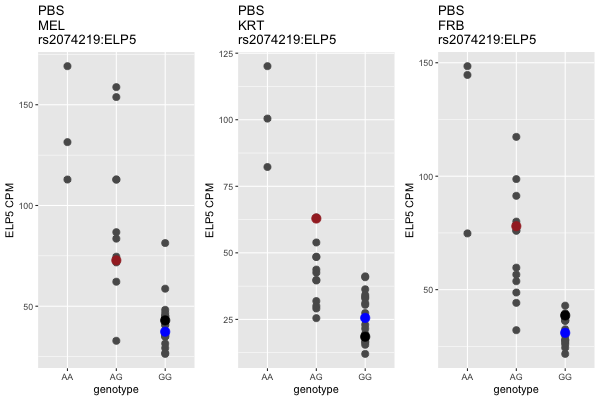 PBS
MEL
rs2074219:ELP5
ELP5 CPM
150
100
50
AA
AG
GG
genotype
PBS
KRT
rs2074219:ELP5
ELP5 CPM
125
100
75
50
25
AA
AG
GG
genotype
PBS
FRB
rs2074219:ELP5
ELP5 CPM
150
100
50
AA
AG
GG
genotype